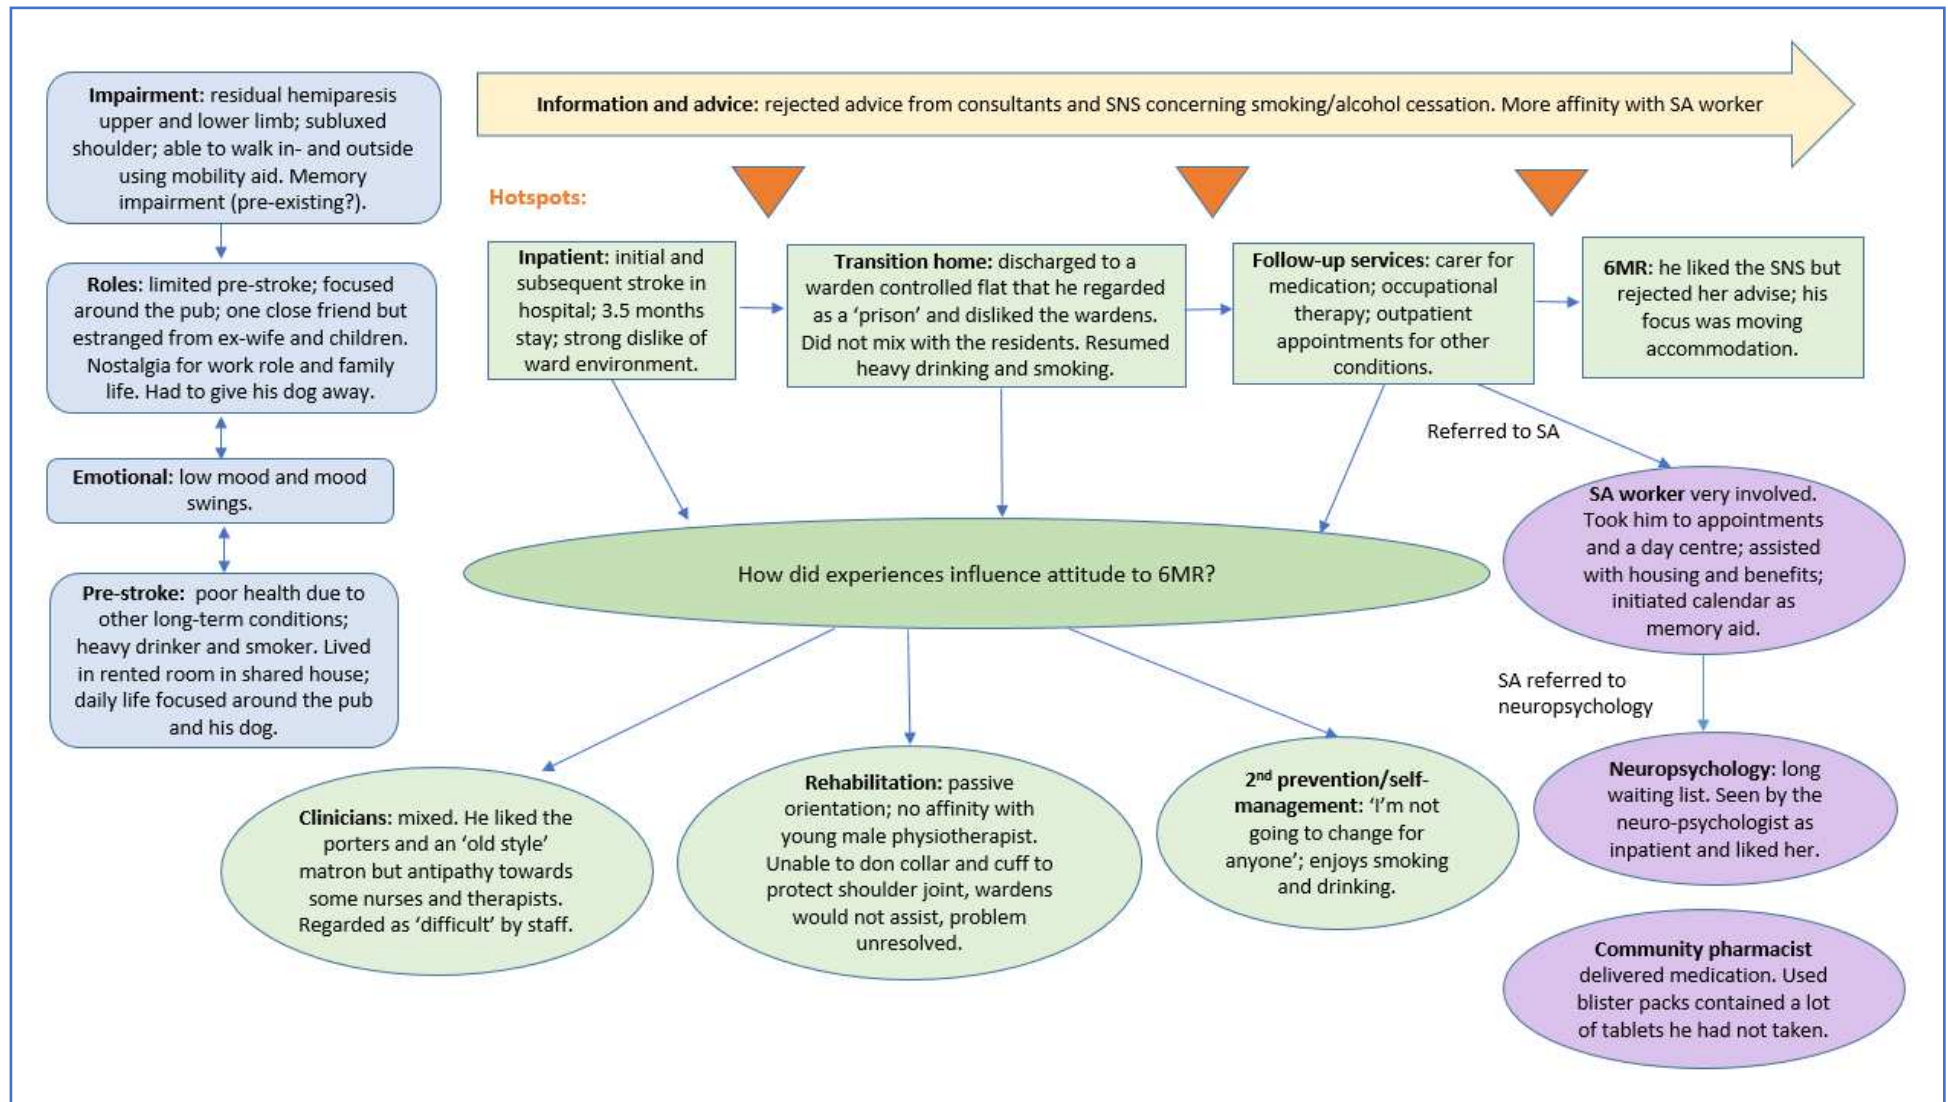 Impairment: residual hemiparesis
upper and lower limb; subluxed
shoulder; able to walk in- and outside
using mobility aid. Memory
impairment (pre-existing?).
Roles: limited pre-stroke; focused
around the pub; one close friend but
estranged from ex-wife and children.
Nostalgia for work role and family
life. Had to give his dog away.
Emotional: low mood and mood
swings.
Pre-stroke: poor health due to
other long-term conditions;
heavy drinker and smoker. Lived
in rented room in shared house;
daily life focused around the pub
and his dog.
Information and advice: rejected advice from consultants and SNS concerning smoking/alcohol cessation. More affinity with SA worker
Hotspots:
Inpatient: initial and
subsequent stroke in
hospital; 3.5 months
stay; strong dislike of
ward environment.
Transition home: discharged to a
warden controlled flat that he regarded
as a ‘prison’ and disliked the wardens.
Did not mix with the residents. Resumed
heavy drinking and smoking.
Follow-up services: carer for
medication; occupational
therapy; outpatient
appointments for other
conditions.
6MR: he liked the SNS but
rejected her advise; his
focus was moving
accommodation.
Referred to SA
How did experiences influence attitude to 6MR?
SA worker very involved.
Took him to appointments
and a day centre; assisted
with housing and benefits;
initiated calendar as
memory aid.
SA referred to
neuropsychology
Clinicians: mixed. He liked the
porters and an ‘old style’
matron but antipathy towards
some nurses and therapists.
Regarded as ‘difficult’ by staff.
Rehabilitation: passive
orientation; no affinity with
young male physiotherapist.
Unable to don collar and cuff to
protect shoulder joint, wardens
would not assist, problem
unresolved.
2nd prevention/self-
management: ‘I’m not
going to change for
anyone’; enjoys smoking
and drinking.
Neuropsychology: long
waiting list. Seen by the
neuro-psychologist as
inpatient and liked her.
Community pharmacist
delivered medication. Used
blister packs contained a lot
of tablets he had not taken.